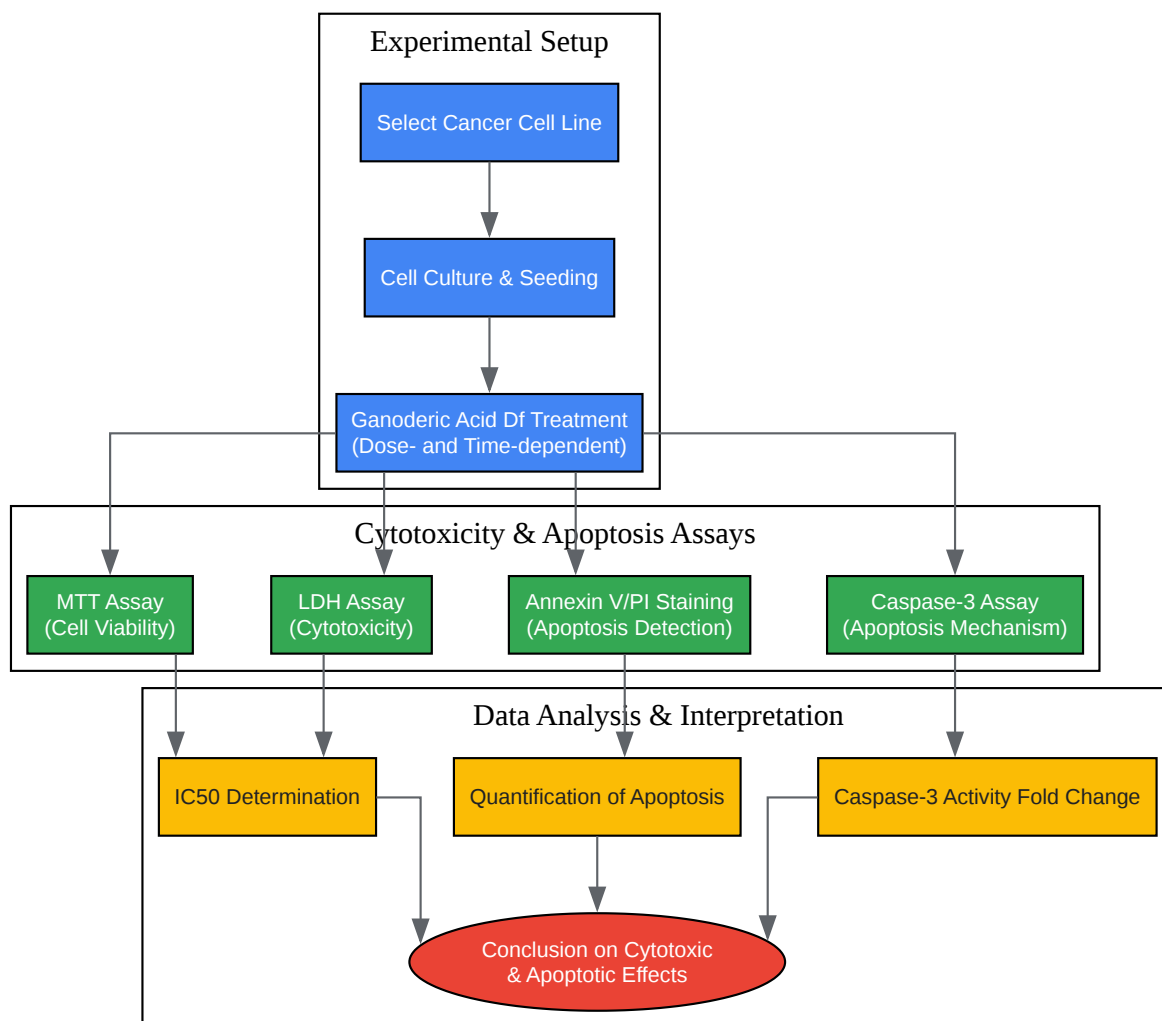 Experimental Setup
Select Cancer Cell Line
Cell Culture & Seeding
Ganoderic Acid Df Treatment
(Dose- and Time-dependent)
Cytotoxicity & Apoptosis Assays
MTT Assay
(Cell Viability)
LDH Assay
(Cytotoxicity)
Annexin V/PI Staining
(Apoptosis Detection)
Caspase-3 Assay
(Apoptosis Mechanism)
Data Analysis & Interpretation
IC50 Determination
Quantification of Apoptosis
Caspase-3 Activity Fold Change
Conclusion on Cytotoxic
& Apoptotic Effects